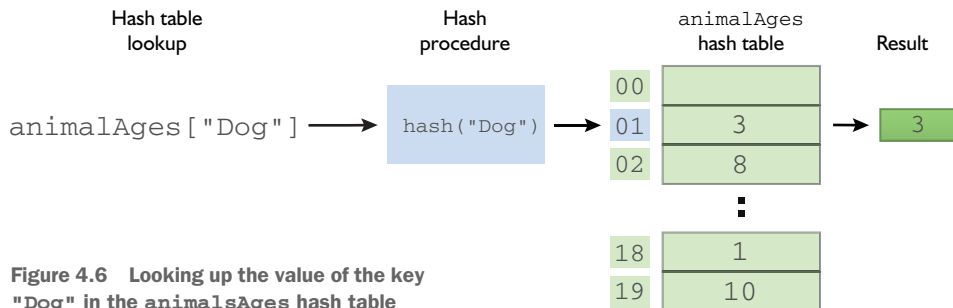 Hash table
lookup
Hash
procedure
animalAges
hash table
Result
animalAges["Dog"]
hash("Dog")
00
01
3
3
02
8
18
1
19
10
Figure 4.6 Looking up the value of the key
"Dog" in the animalsAges hash table